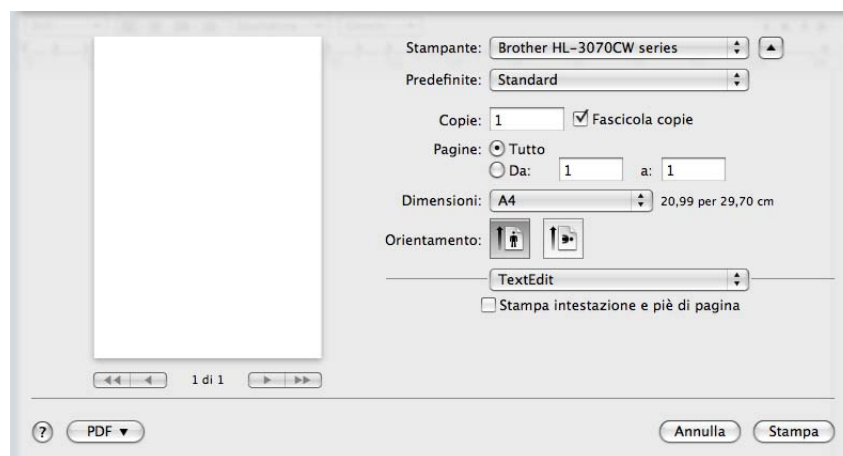 Stampante: Brother HL-3070CW series
Predefinite: Standard
Copie: 1 Fascicola copie
Pagine: Tutto
Da: 1 a: 1
Dimensioni: A4 20,99 per 29,70 cm
Orientamento:
TextEdit
Stampa intestazione e piè di pagina
1 di 1
? PDF Annulla Stampa